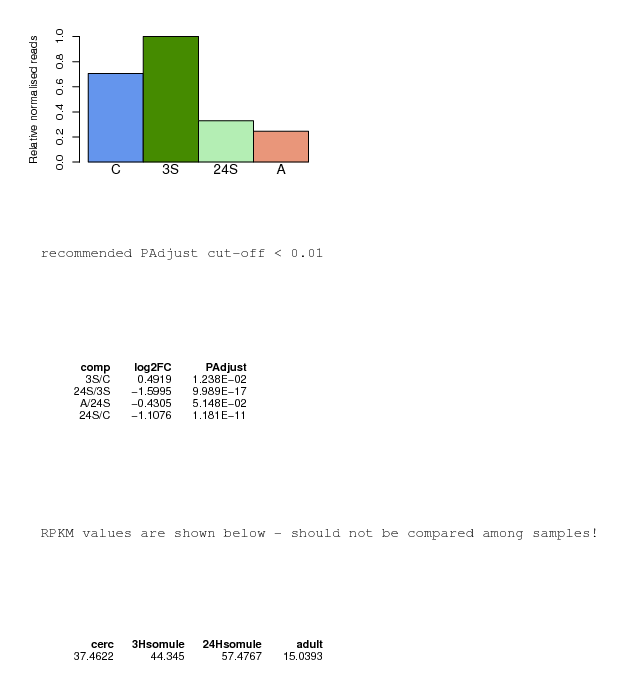 Relative normalised reads
1.0
0.8
0.6
0.4
0.2
0.0
C 3S 24S A
recommended PAdjust cut-off < 0.01
comp log2FC PAdjust
3S/C 0.4919 1.238E−02
24S/3S −1.5995 9.989E−17
A/24S −0.4305 5.148E−02
24S/C −1.1076 1.181E−11
RPKM values are shown below - should not be compared among samples!
cerc 3Hsomule 24Hsomule adult
37.4622 44.345 57.4767 15.0393